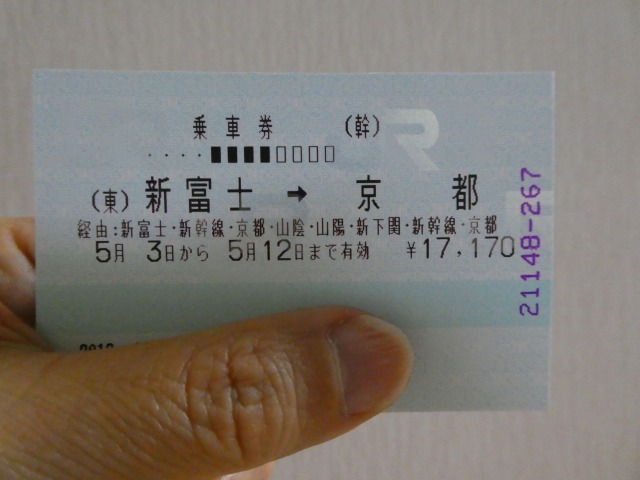 乗車券 (幹)
····■■■■□□□□
(東) 新富士 → 京都
経由:新富士・新幹線・京都・山陰・山陽・新下関・新幹線・京都
5月 3日から 5月12日まで有効 ¥17,170
21148-267